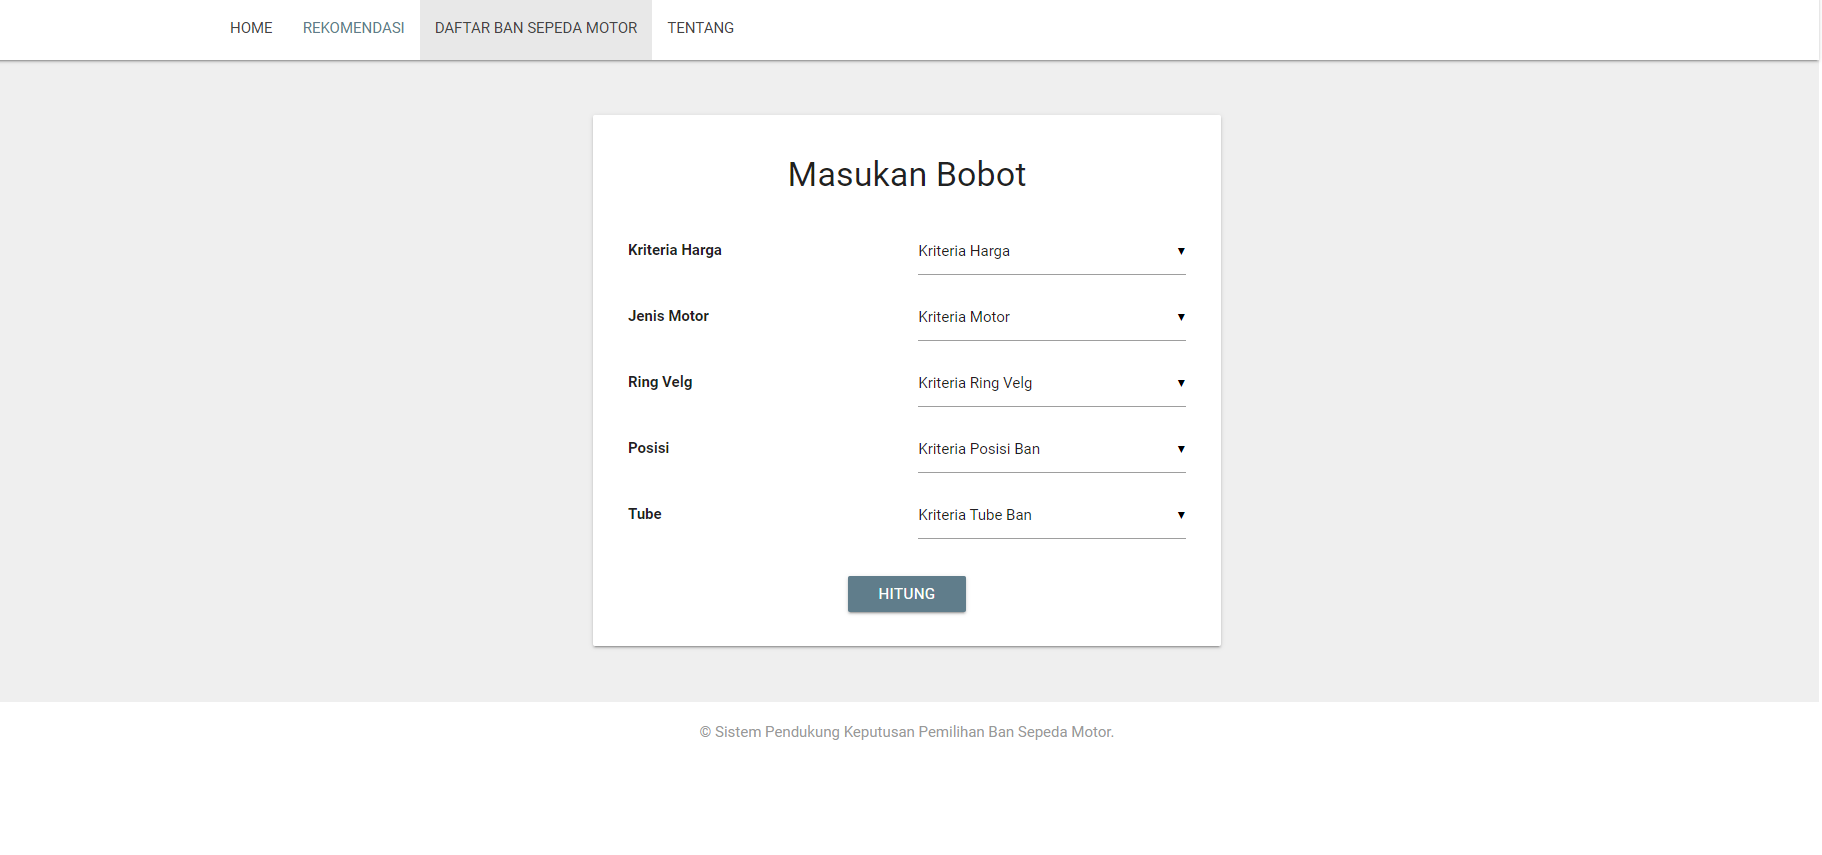 HOME REKOMENDASI DAFTAR BAN SEPEDA MOTOR TENTANG
Masukan Bobot
Kriteria Harga Kriteria Harga
Jenis Motor Kriteria Motor
Ring Velg Kriteria Ring Velg
Posisi Kriteria Posisi Ban
Tube Kriteria Tube Ban
HITUNG
© Sistem Pendukung Keputusan Pemilihan Ban Sepeda Motor.